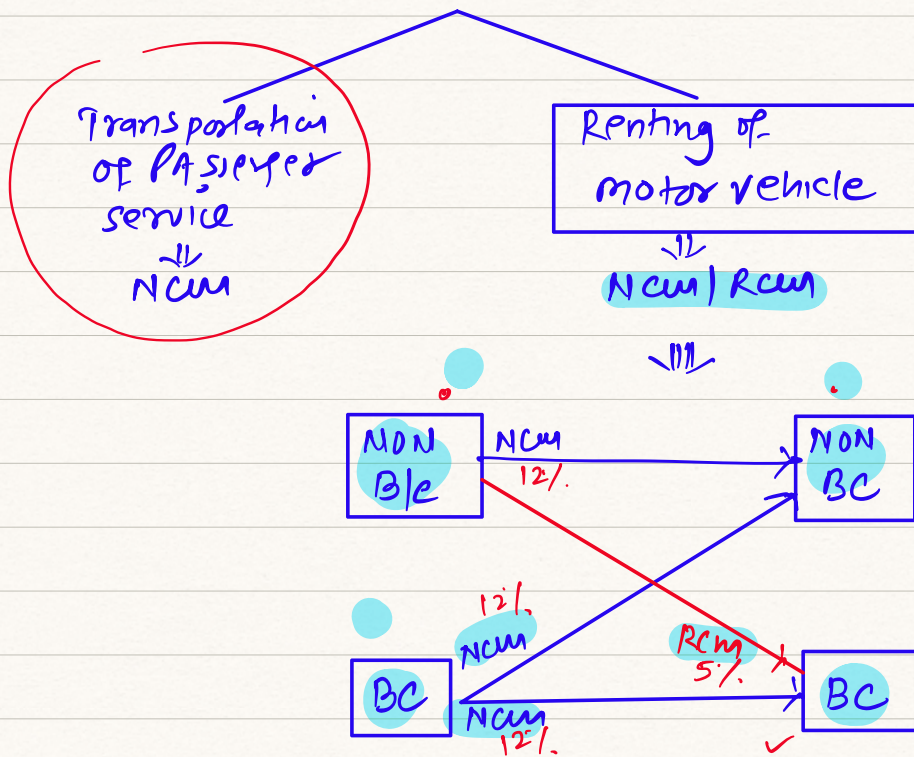 Transportation
of PAssenger
service
NCM
Renting of
motor vehicle
NCM | RCM
NON
B/C
NCM
12%.
NON
BC
12%.
NCM
RCM
5%.
BC
NCM
12%.
BC